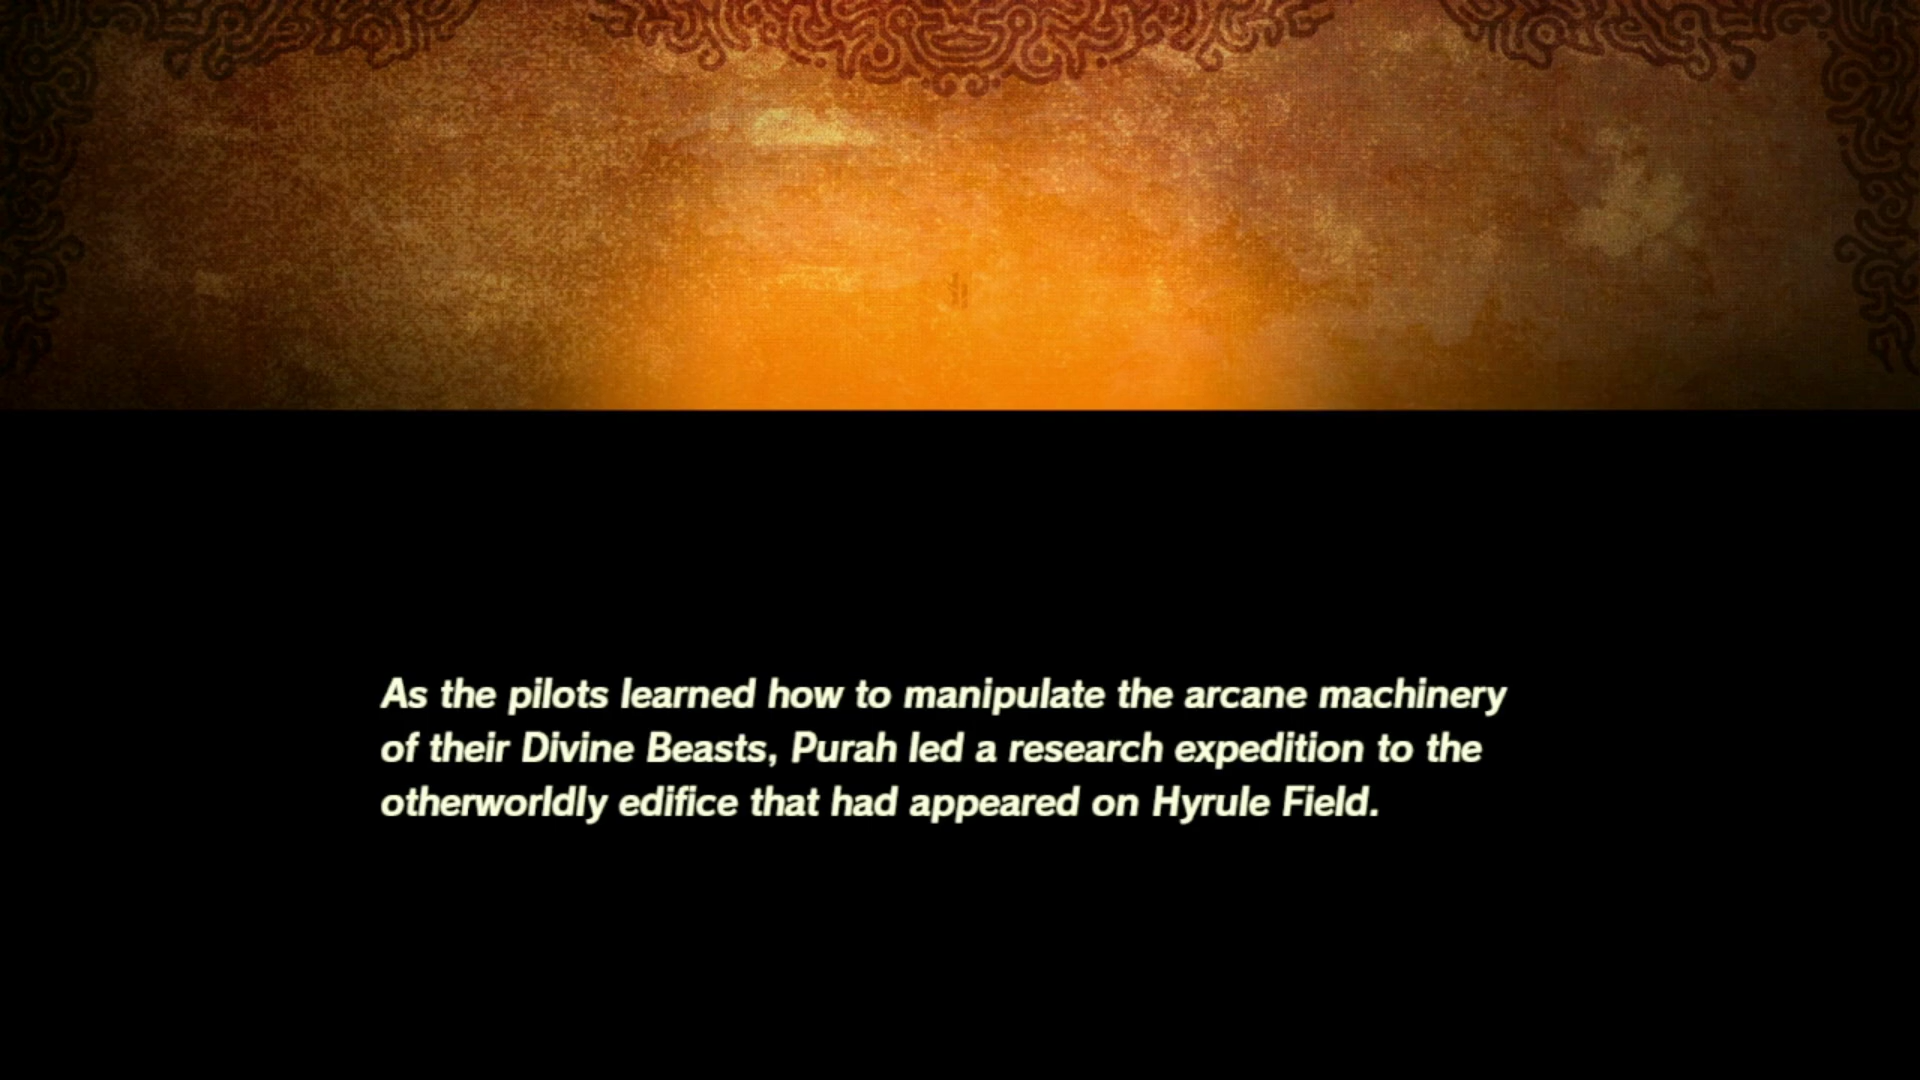 As the pilots learned how to manipulate the arcane machinery
of their Divine Beasts, Purah led a research expedition to the
otherworldly edifice that had appeared on Hyrule Field.